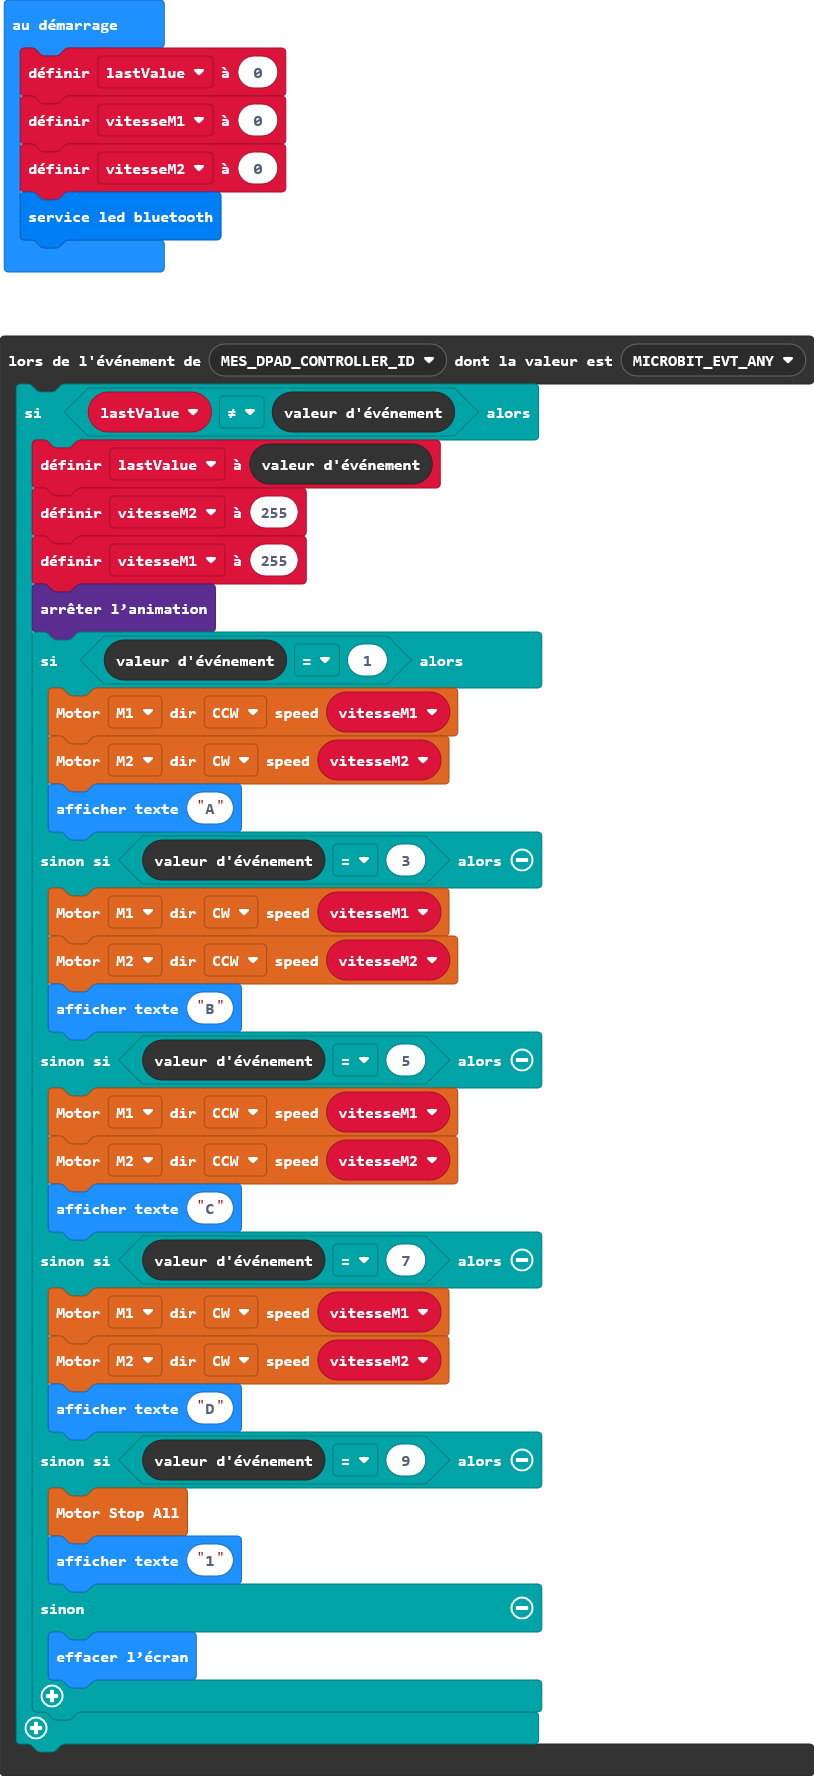 au démarrage
définir lastValue à 0
définir vitesseM1 à 0
définir vitesseM2 à 0
service led bluetooth
lors de l'événement de MES_DPAD_CONTROLLER_ID dont la valeur est MICROBIT_EVT_ANY
si lastValue ≠ valeur d'événement alors
définir lastValue à valeur d'événement
définir vitesseM2 à 255
définir vitesseM1 à 255
arrêter l’animation
si valeur d'événement = 1 alors
Motor M1 dir CCW speed vitesseM1
Motor M2 dir CW speed vitesseM2
afficher texte "A"
sinon si valeur d'événement = 3 alors
Motor M1 dir CW speed vitesseM1
Motor M2 dir CCW speed vitesseM2
afficher texte "B"
sinon si valeur d'événement = 5 alors
Motor M1 dir CCW speed vitesseM1
Motor M2 dir CCW speed vitesseM2
afficher texte "C"
sinon si valeur d'événement = 7 alors
Motor M1 dir CW speed vitesseM1
Motor M2 dir CW speed vitesseM2
afficher texte "D"
sinon si valeur d'événement = 9 alors
Motor Stop All
afficher texte "1"
sinon
effacer l’écran